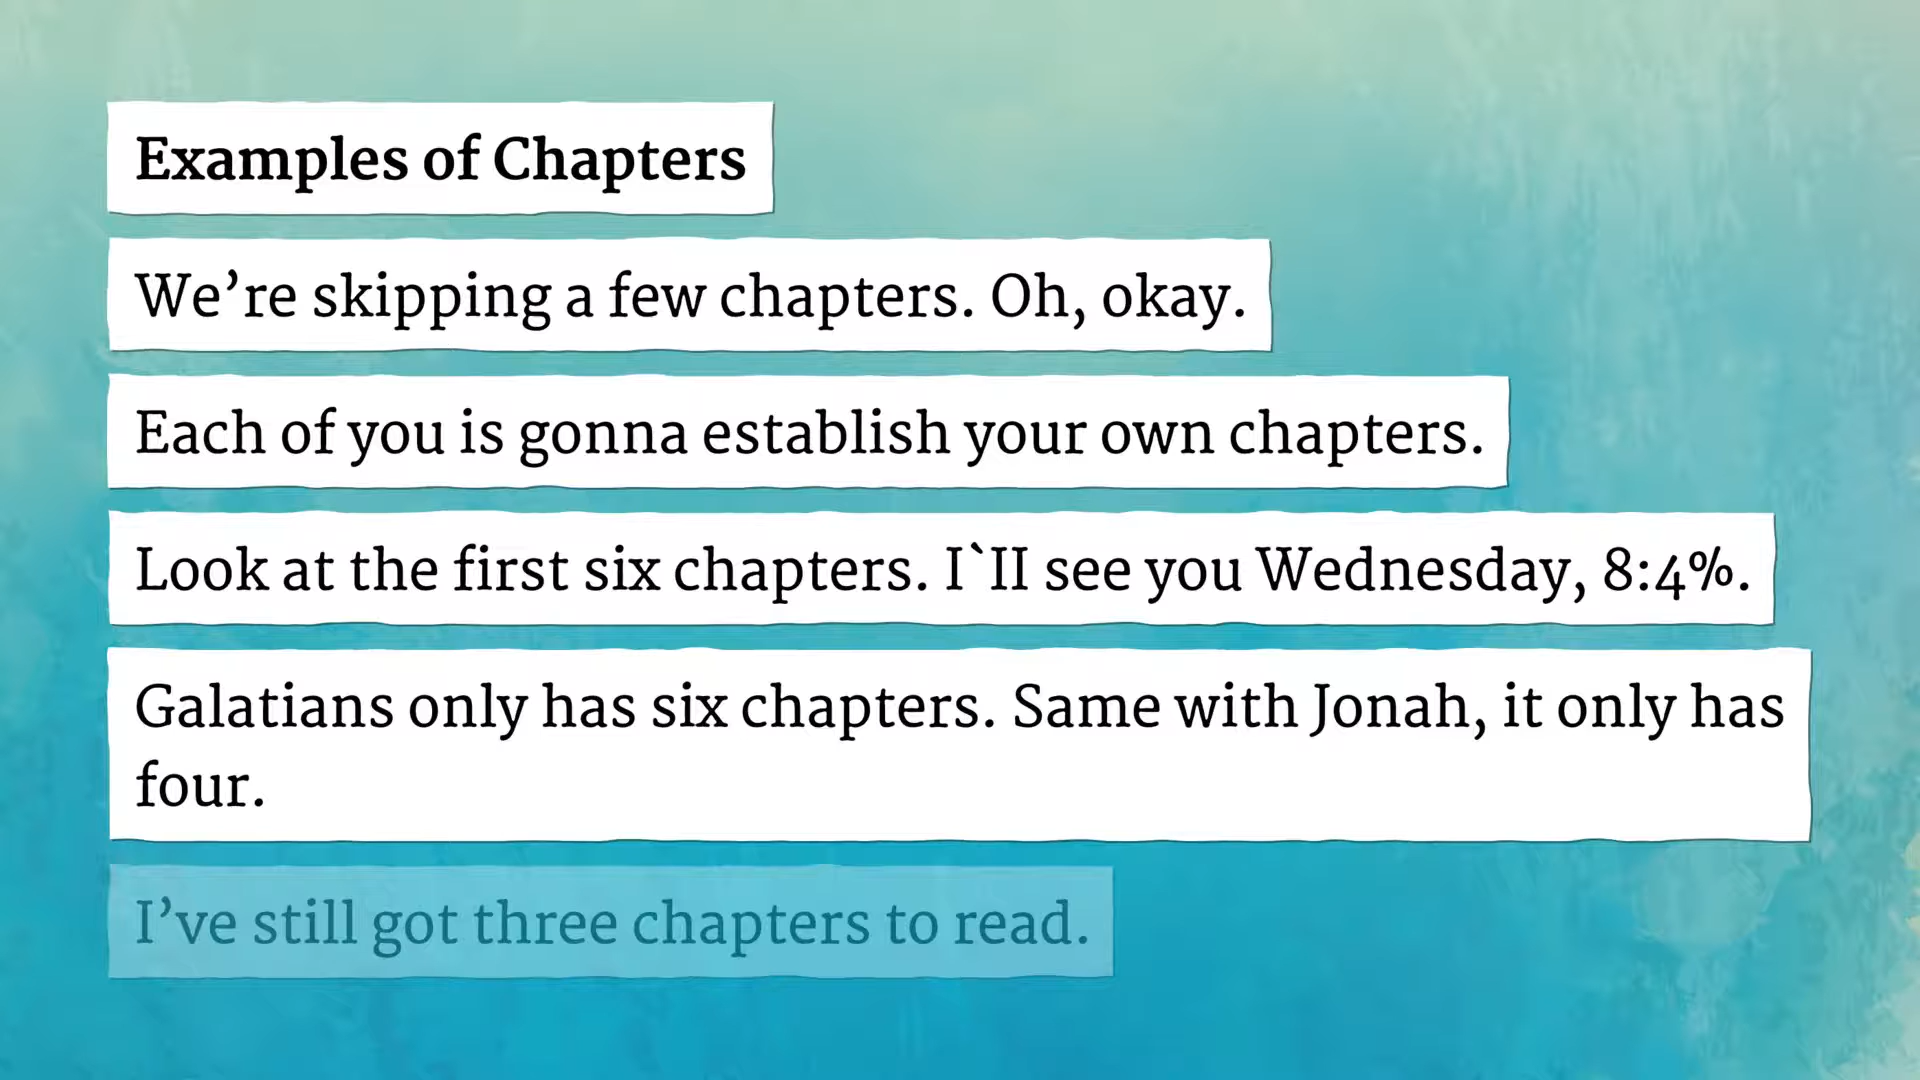 Examples of Chapters
We’re skipping a few chapters. Oh, okay.
Each of you is gonna establish your own chapters.
Look at the first six chapters. I`II see you Wednesday, 8:4%.
Galatians only has six chapters. Same with Jonah, it only has
four.
I’ve still got three chapters to read.